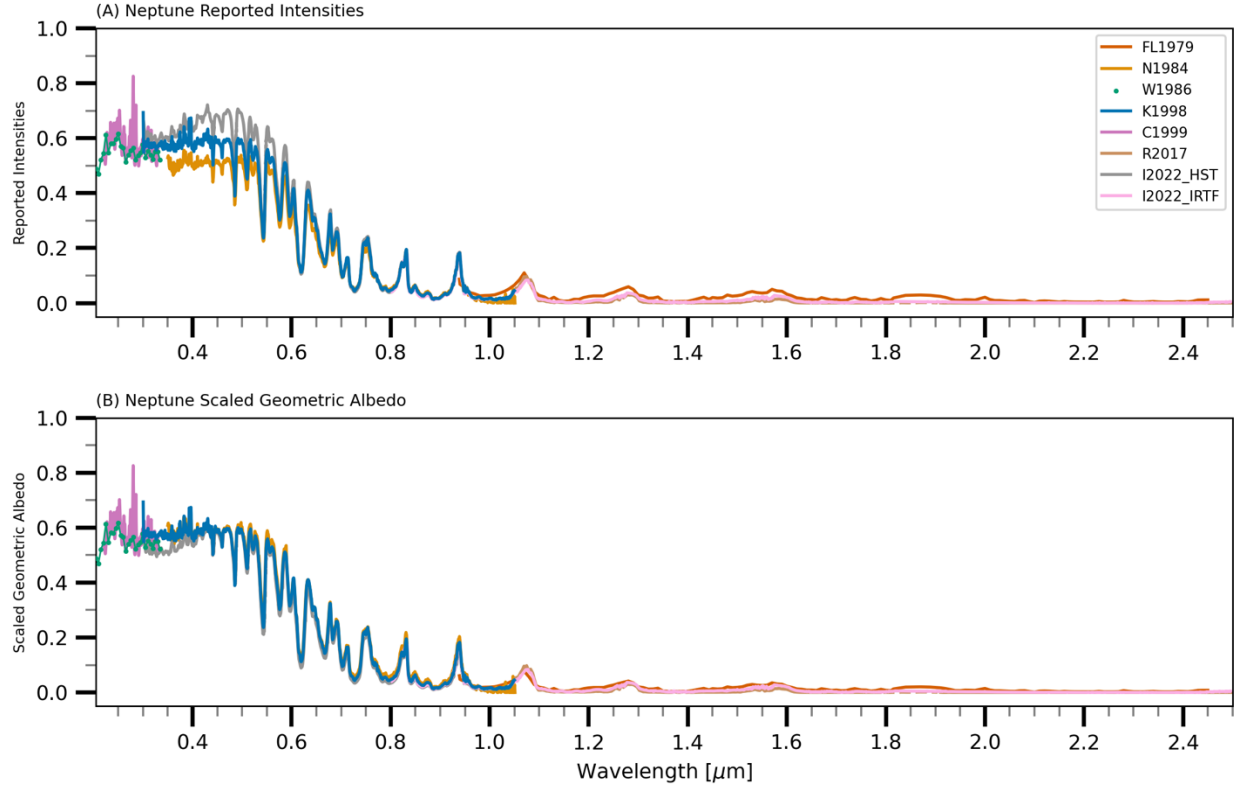 (A) Neptune Reported Intensities
Reported Intensities
1.0
0.8
0.6
0.4
0.2
0.0
FL1979
N1984
W1986
K1998
C1999
R2017
I2022_HST
I2022_IRTF
0.4 0.6 0.8 1.0 1.2 1.4 1.6 1.8 2.0 2.2 2.4
(B) Neptune Scaled Geometric Albedo
Scaled Geometric Albedo
1.0
0.8
0.6
0.4
0.2
0.0
0.4 0.6 0.8 1.0 1.2 1.4 1.6 1.8 2.0 2.2 2.4
Wavelength [μm]